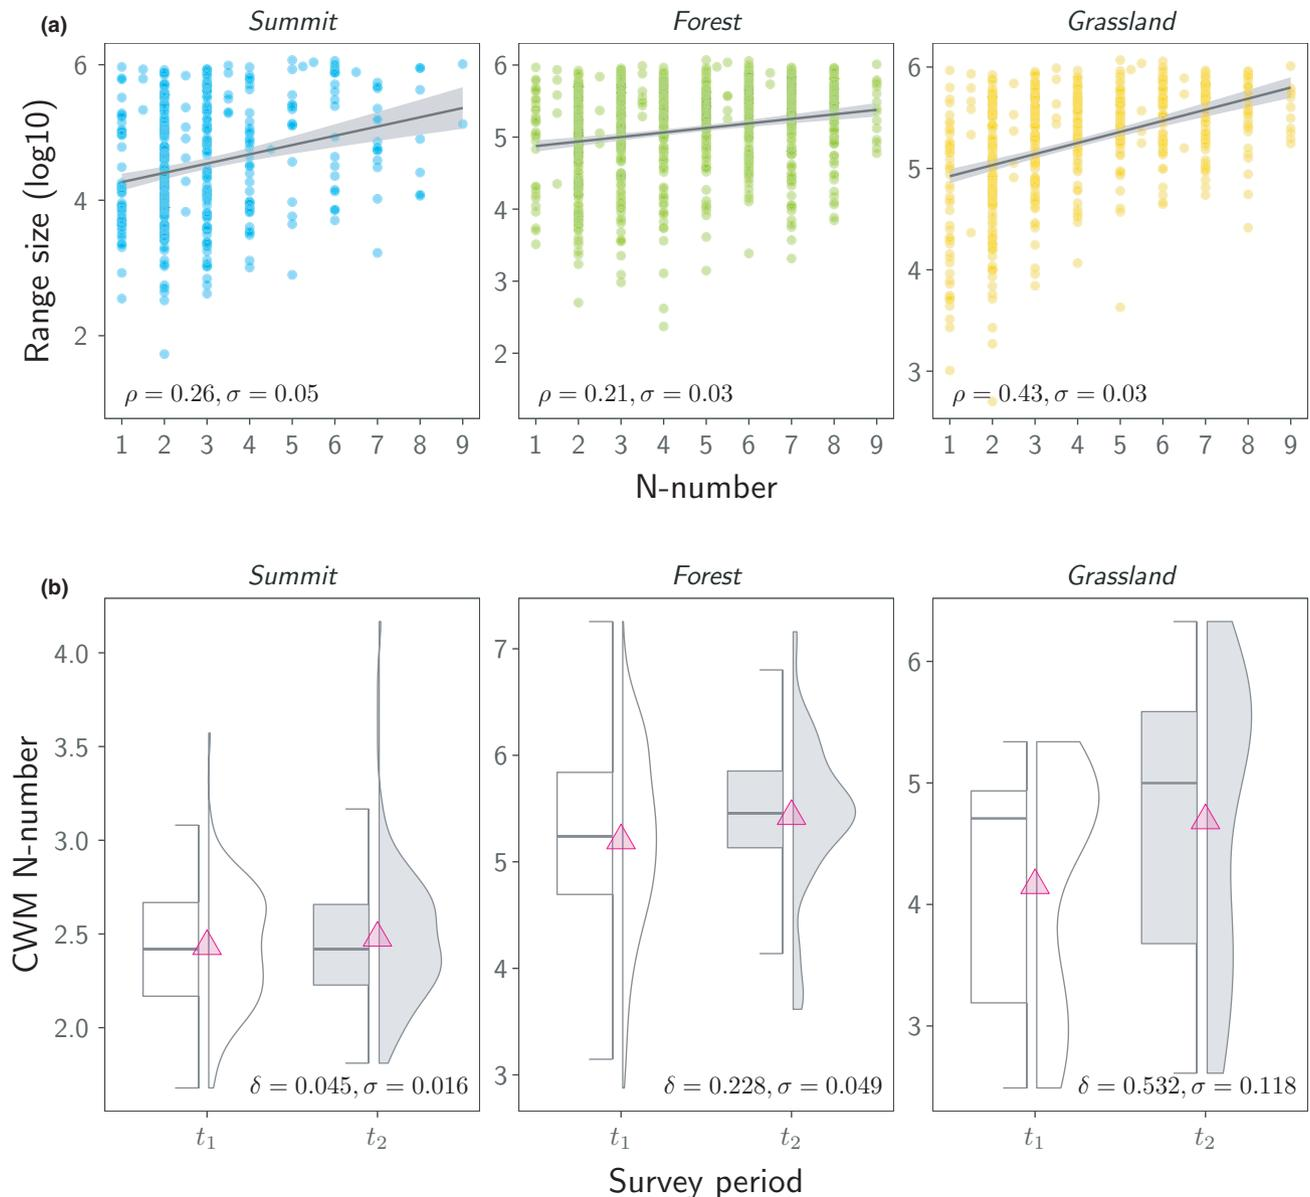 (a) Summit Forest Grassland
Range size (log10)
6
4
2
6
5
4
3
2
6
5
4
3
ρ = 0.26, σ = 0.05
ρ = 0.21, σ = 0.03
ρ = 0.43, σ = 0.03
1 2 3 4 5 6 7 8 9
1 2 3 4 5 6 7 8 9
1 2 3 4 5 6 7 8 9
N-number
(b) Summit Forest Grassland
CWM N-number
4.0
3.5
3.0
2.5
2.0
7
6
5
4
3
6
5
4
3
δ = 0.045, σ = 0.016
δ = 0.228, σ = 0.049
δ = 0.532, σ = 0.118
t₁ t₂
t₁ t₂
t₁ t₂
Survey period